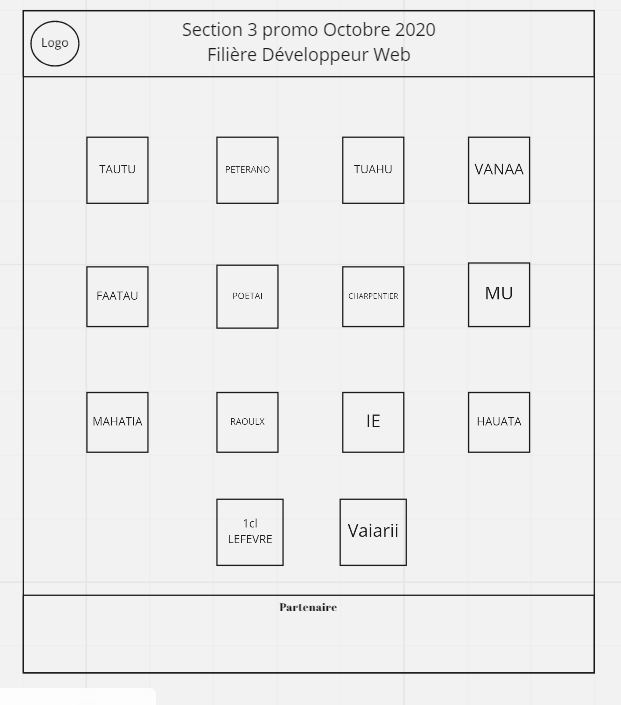 Logo
Section 3 promo Octobre 2020
Filière Développeur Web
TAUTU
PETERANO
TUAHU
VANAA
FAATAU
POETAI
CHARPENTIER
MU
MAHATIA
RAOULX
IE
HAUATA
1cl
LEFEVRE
Vaiarii
Partenaire